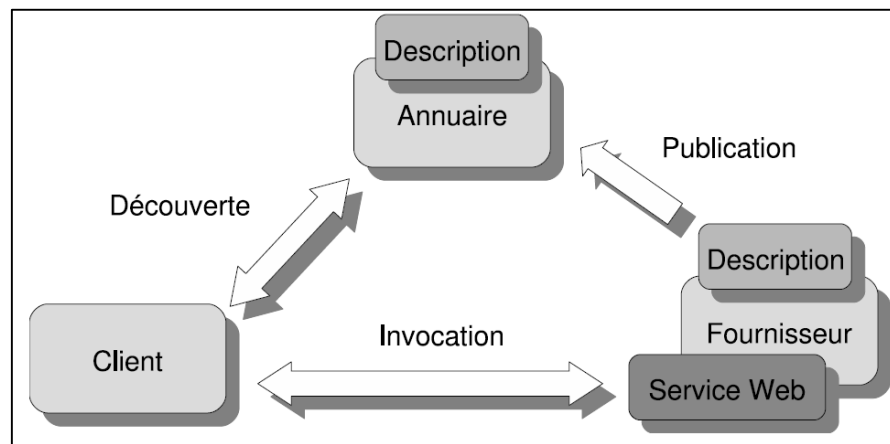 Description
Annuaire
Publication
Découverte
Description
Invocation
Fournisseur
Client
Service Web